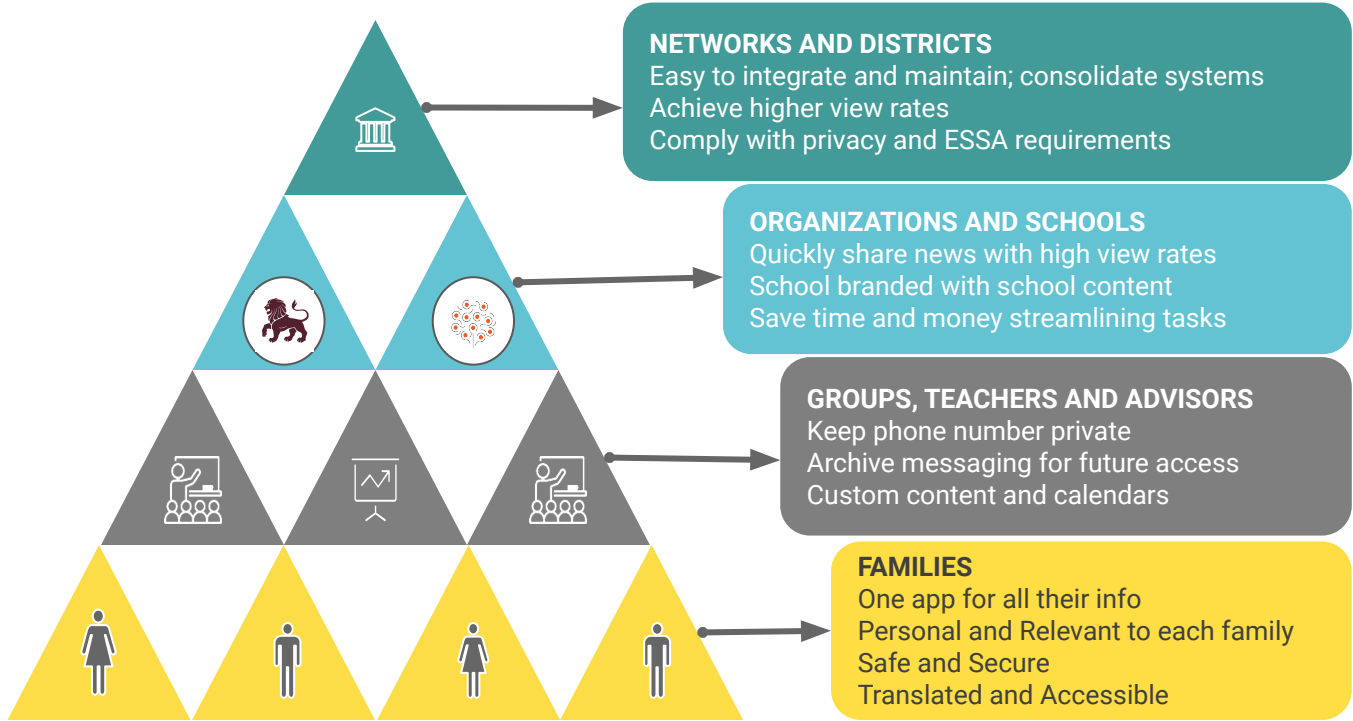 NETWORKS AND DISTRICTS
Easy to integrate and maintain; consolidate systems
Achieve higher view rates
Comply with privacy and ESSA requirements
ORGANIZATIONS AND SCHOOLS
Quickly share news with high view rates
School branded with school content
Save time and money streamlining tasks
GROUPS, TEACHERS AND ADVISORS
Keep phone number private
Archive messaging for future access
Custom content and calendars
FAMILIES
One app for all their info
Personal and Relevant to each family
Safe and Secure
Translated and Accessible